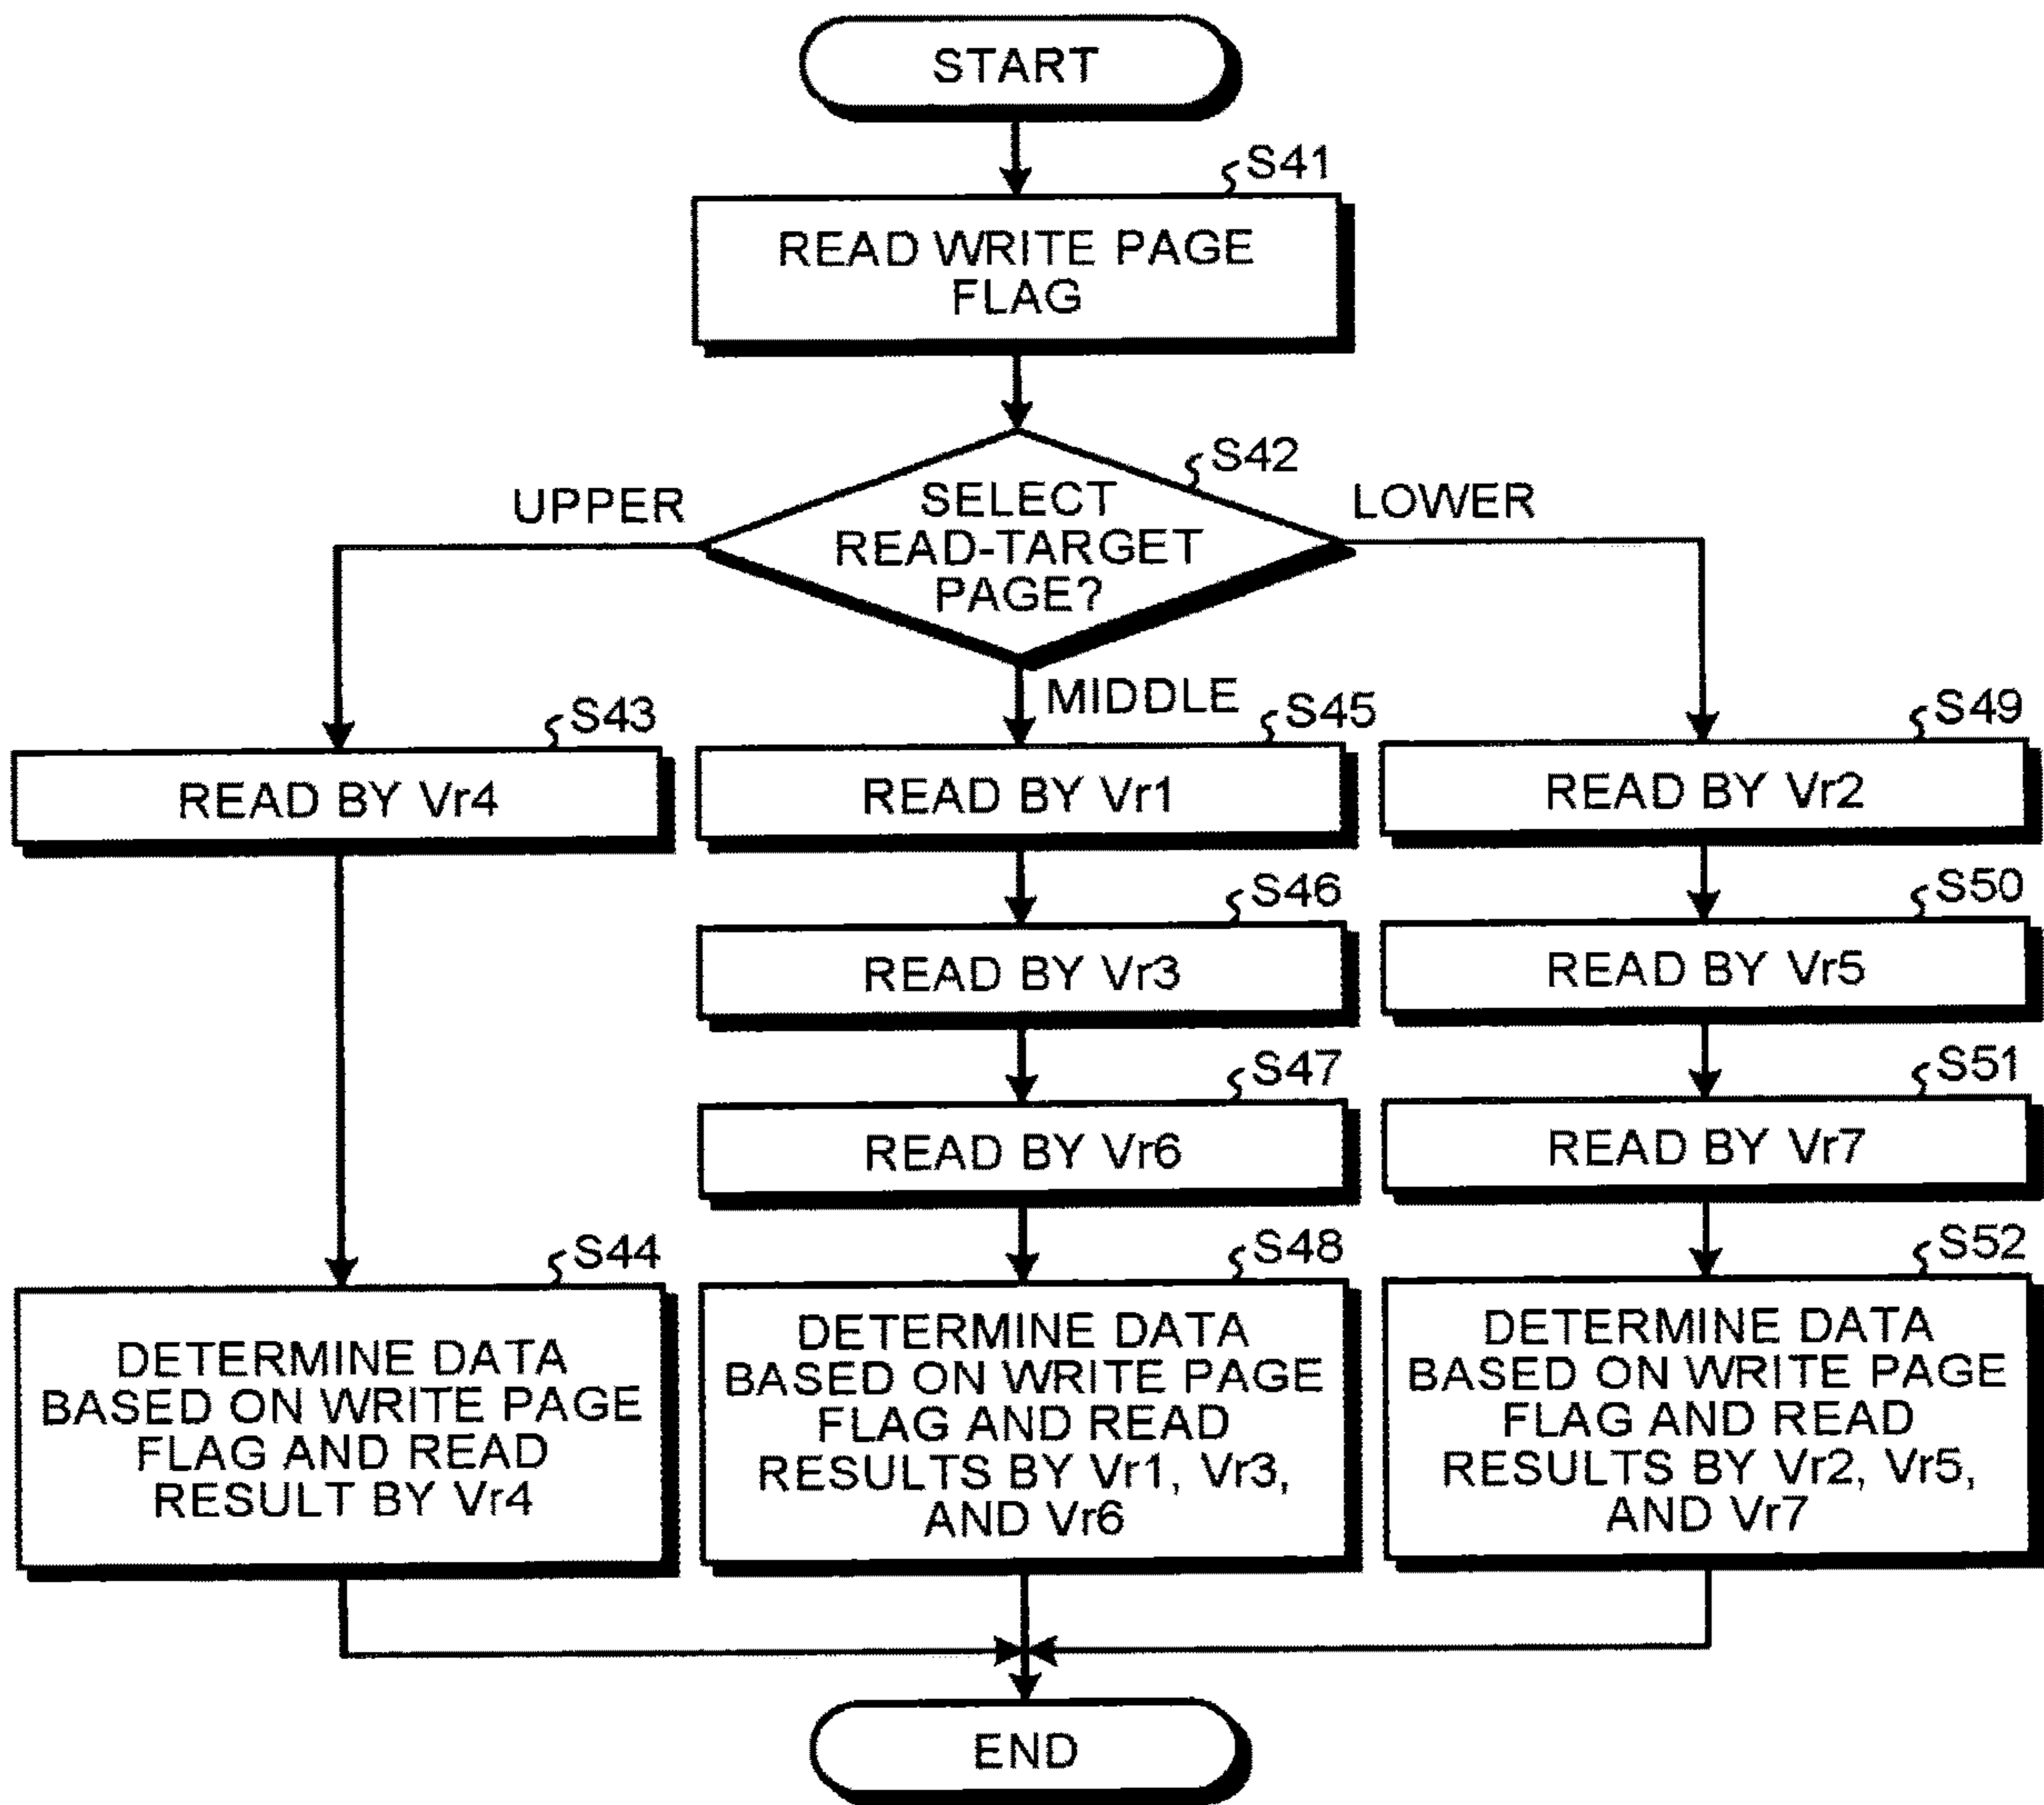 START
S41
READ WRITE PAGE
FLAG
S42
UPPER
SELECT
READ-TARGET
PAGE?
LOWER
MIDDLE
S43
READ BY Vr4
S45
READ BY Vr1
S49
READ BY Vr2
S46
READ BY Vr3
S50
READ BY Vr5
S47
READ BY Vr6
S51
READ BY Vr7
S44
DETERMINE DATA
BASED ON WRITE PAGE
FLAG AND READ
RESULT BY Vr4
S48
DETERMINE DATA
BASED ON WRITE PAGE
FLAG AND READ
RESULTS BY Vr1, Vr3,
AND Vr6
S52
DETERMINE DATA
BASED ON WRITE PAGE
FLAG AND READ
RESULTS BY Vr2, Vr5,
AND Vr7
END